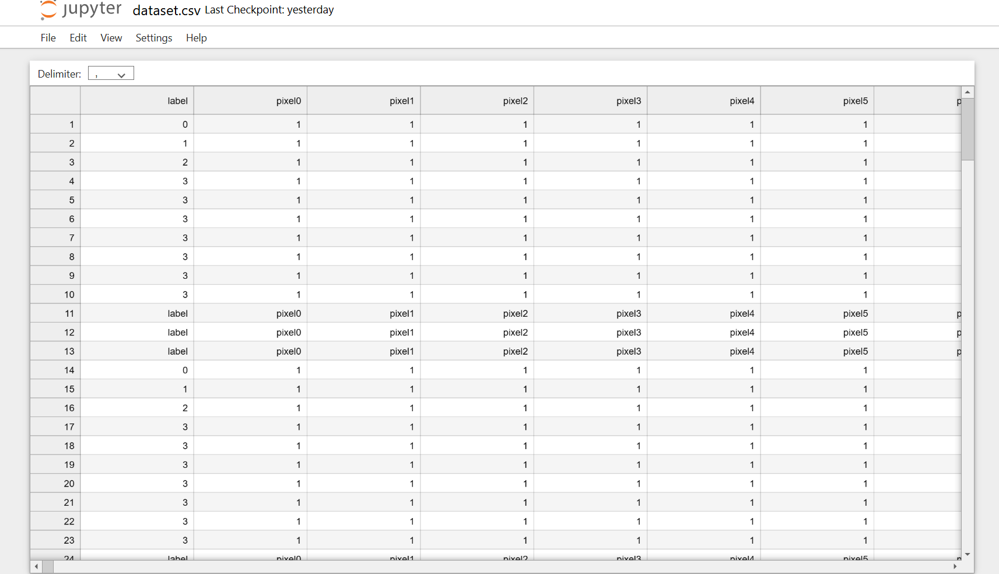 jupyter dataset.csv Last Checkpoint: yesterday
File Edit View Settings Help
Delimiter: ,
label pixel0 pixel1 pixel2 pixel3 pixel4 pixel5 p
1 0 1 1 1 1 1 1
2 1 1 1 1 1 1 1
3 2 1 1 1 1 1 1
4 3 1 1 1 1 1 1
5 3 1 1 1 1 1 1
6 3 1 1 1 1 1 1
7 3 1 1 1 1 1 1
8 3 1 1 1 1 1 1
9 3 1 1 1 1 1 1
10 3 1 1 1 1 1 1
11 label pixel0 pixel1 pixel2 pixel3 pixel4 pixel5 p
12 label pixel0 pixel1 pixel2 pixel3 pixel4 pixel5 p
13 label pixel0 pixel1 pixel2 pixel3 pixel4 pixel5 p
14 0 1 1 1 1 1 1
15 1 1 1 1 1 1 1
16 2 1 1 1 1 1 1
17 3 1 1 1 1 1 1
18 3 1 1 1 1 1 1
19 3 1 1 1 1 1 1
20 3 1 1 1 1 1 1
21 3 1 1 1 1 1 1
22 3 1 1 1 1 1 1
23 3 1 1 1 1 1 1
24 label pixel0 pixel1 pixel2 pixel3 pixel4 pixel5 p